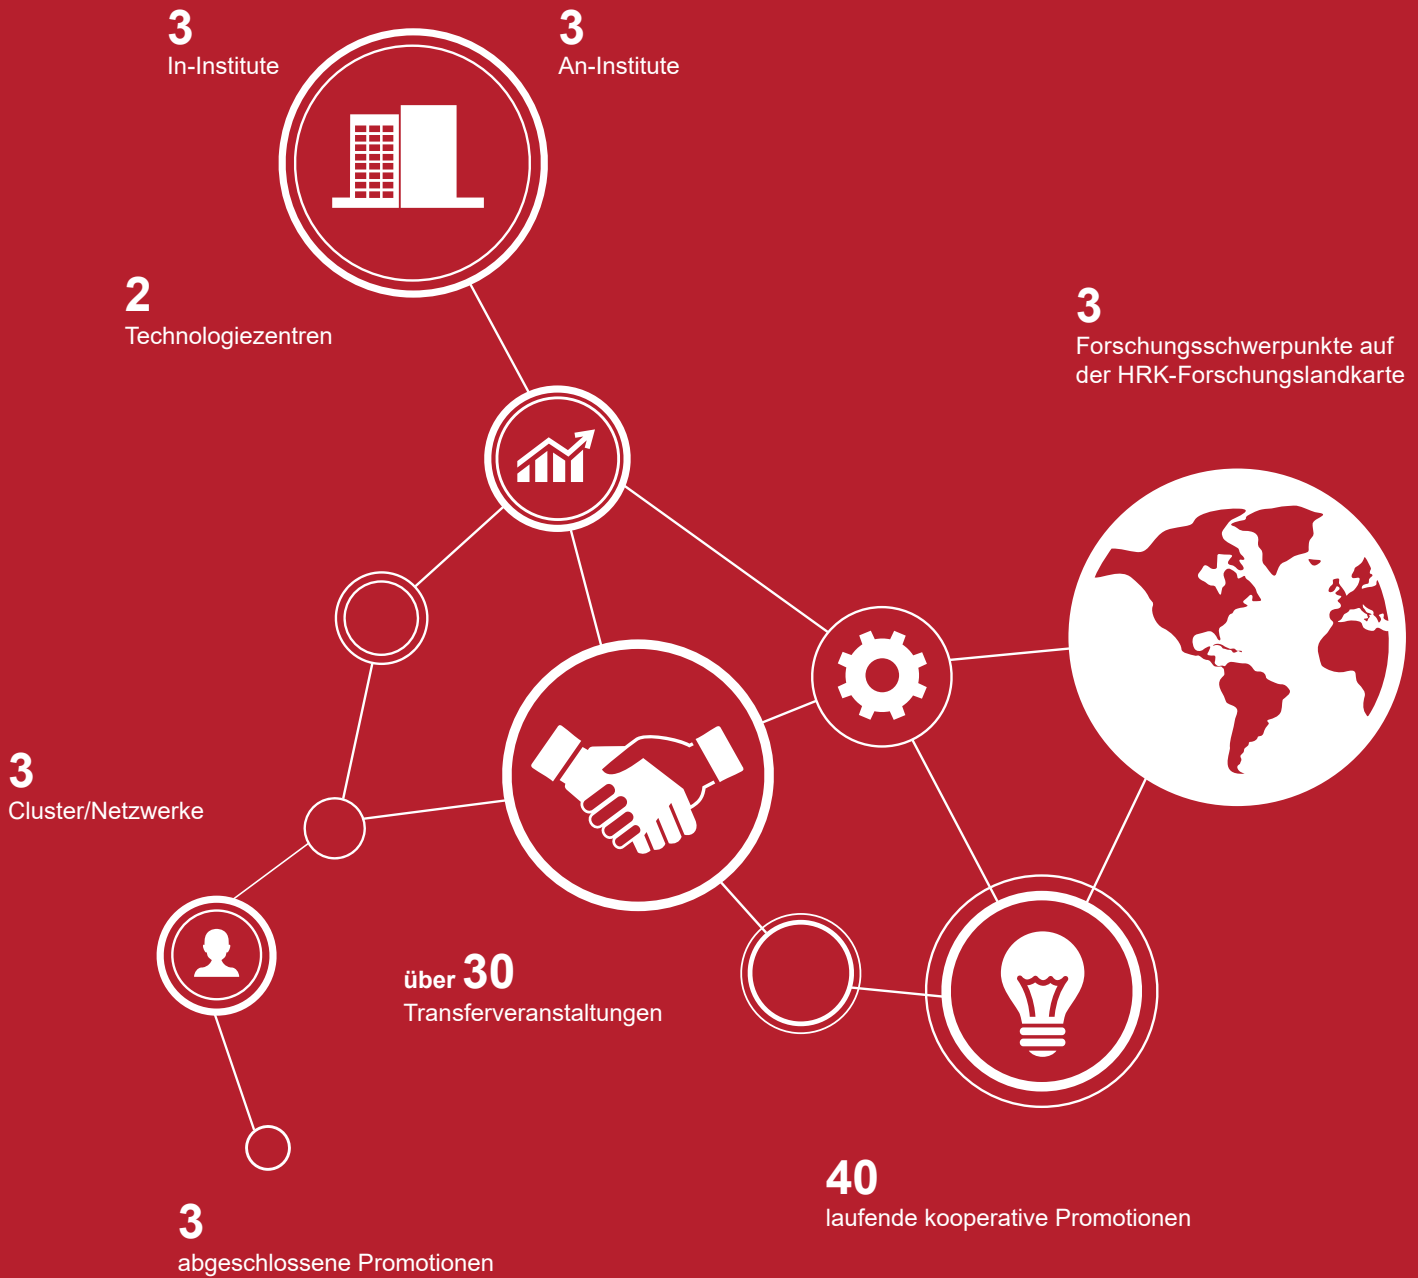 3
In-Institute
3
An-Institute
2
Technologiezentren
3
Forschungsschwerpunkte auf
der HRK-Forschungslandkarte
3
Cluster/Netzwerke
über 30
Transferveranstaltungen
40
laufende kooperative Promotionen
3
abgeschlossene Promotionen